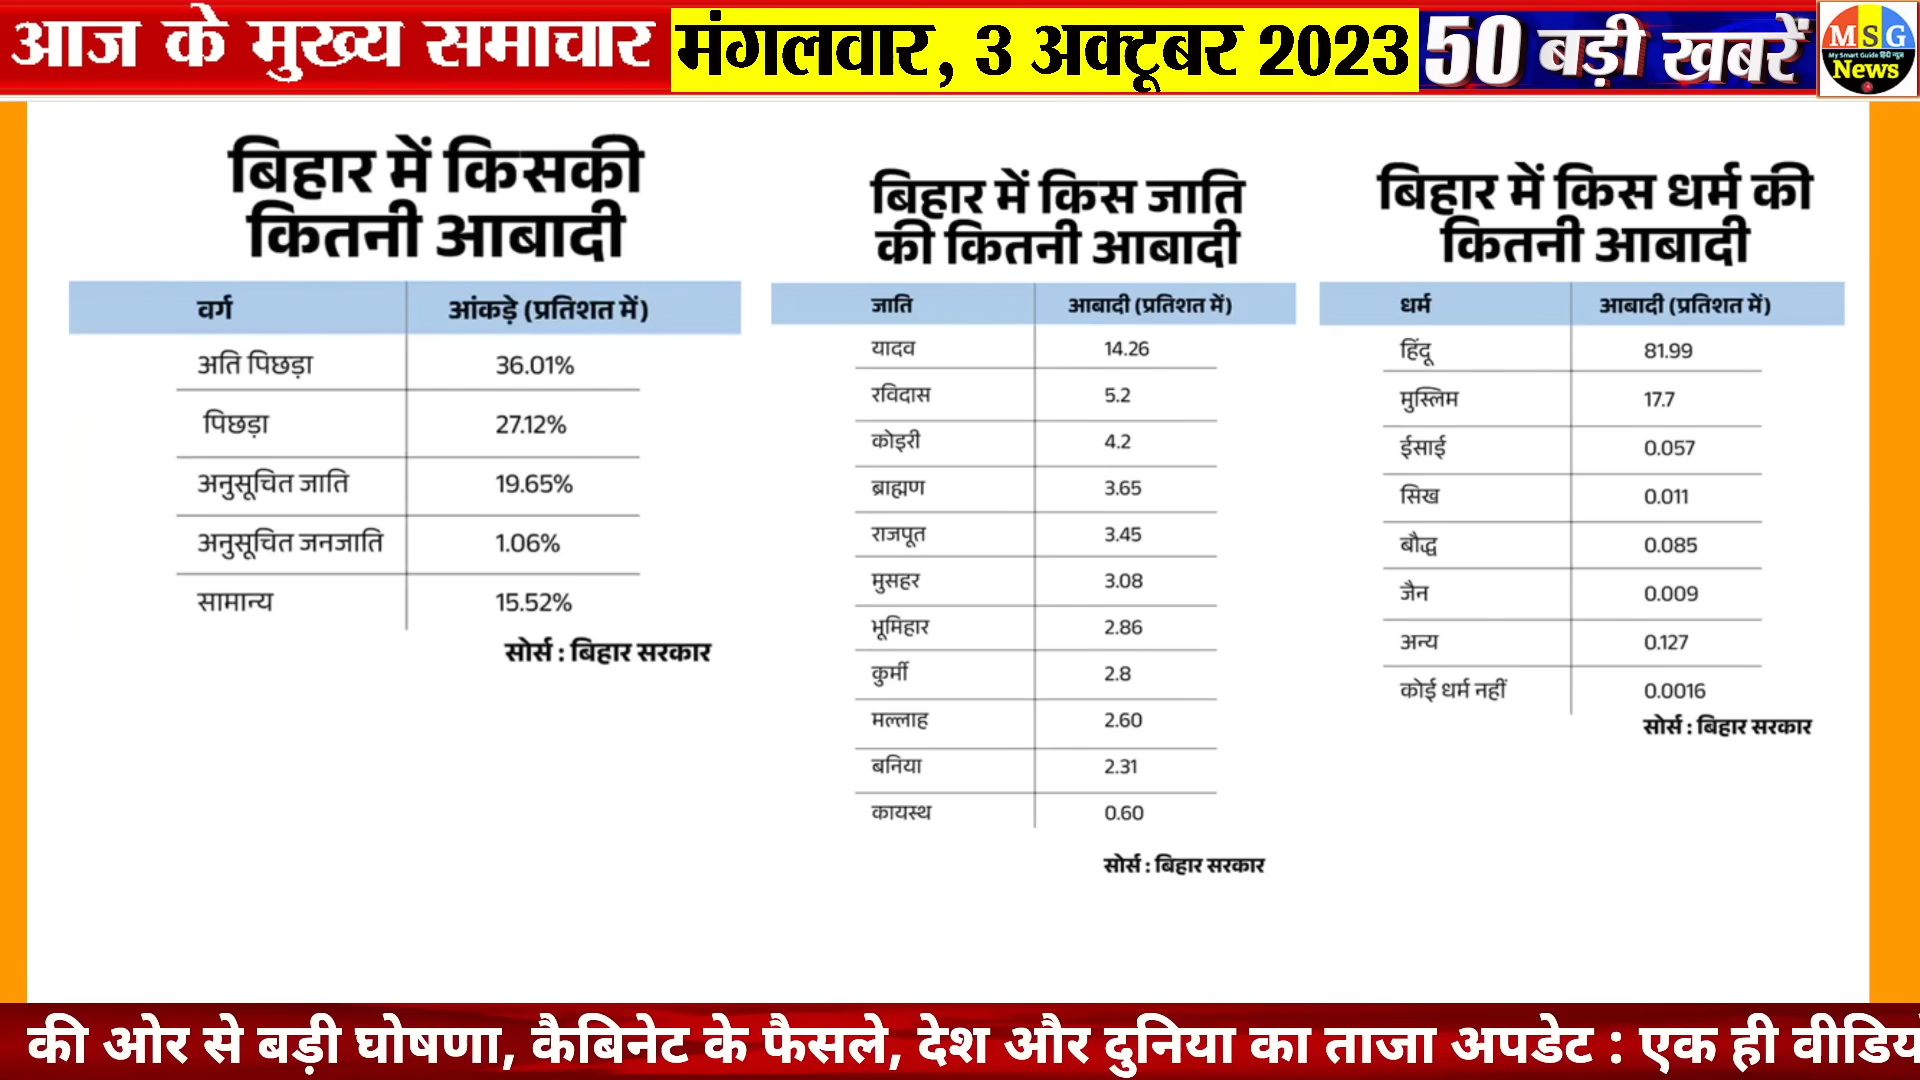 आज के मुख्य समाचार
मंगलवार, 3 अक्टूबर 2023
50 बड़ी खबरें
MSG
My Smart Guide हिंदी न्यूज़
News
बिहार में किसकी
कितनी आबादी
वर्ग आंकड़े (प्रतिशत में)
अति पिछड़ा 36.01%
पिछड़ा 27.12%
अनुसूचित जाति 19.65%
अनुसूचित जनजाति 1.06%
सामान्य 15.52%
सोर्स : बिहार सरकार
बिहार में किस जाति
की कितनी आबादी
जाति आबादी (प्रतिशत में)
यादव 14.26
रविदास 5.2
कोइरी 4.2
ब्राह्मण 3.65
राजपूत 3.45
मुसहर 3.08
भूमिहार 2.86
कुर्मी 2.8
मल्लाह 2.60
बनिया 2.31
कायस्थ 0.60
सोर्स : बिहार सरकार
बिहार में किस धर्म की
कितनी आबादी
धर्म आबादी (प्रतिशत में)
हिंदू 81.99
मुस्लिम 17.7
ईसाई 0.057
सिख 0.011
बौद्ध 0.085
जैन 0.009
अन्य 0.127
कोई धर्म नहीं 0.0016
सोर्स : बिहार सरकार
की ओर से बड़ी घोषणा, कैबिनेट के फैसले, देश और दुनिया का ताजा अपडेट : एक ही